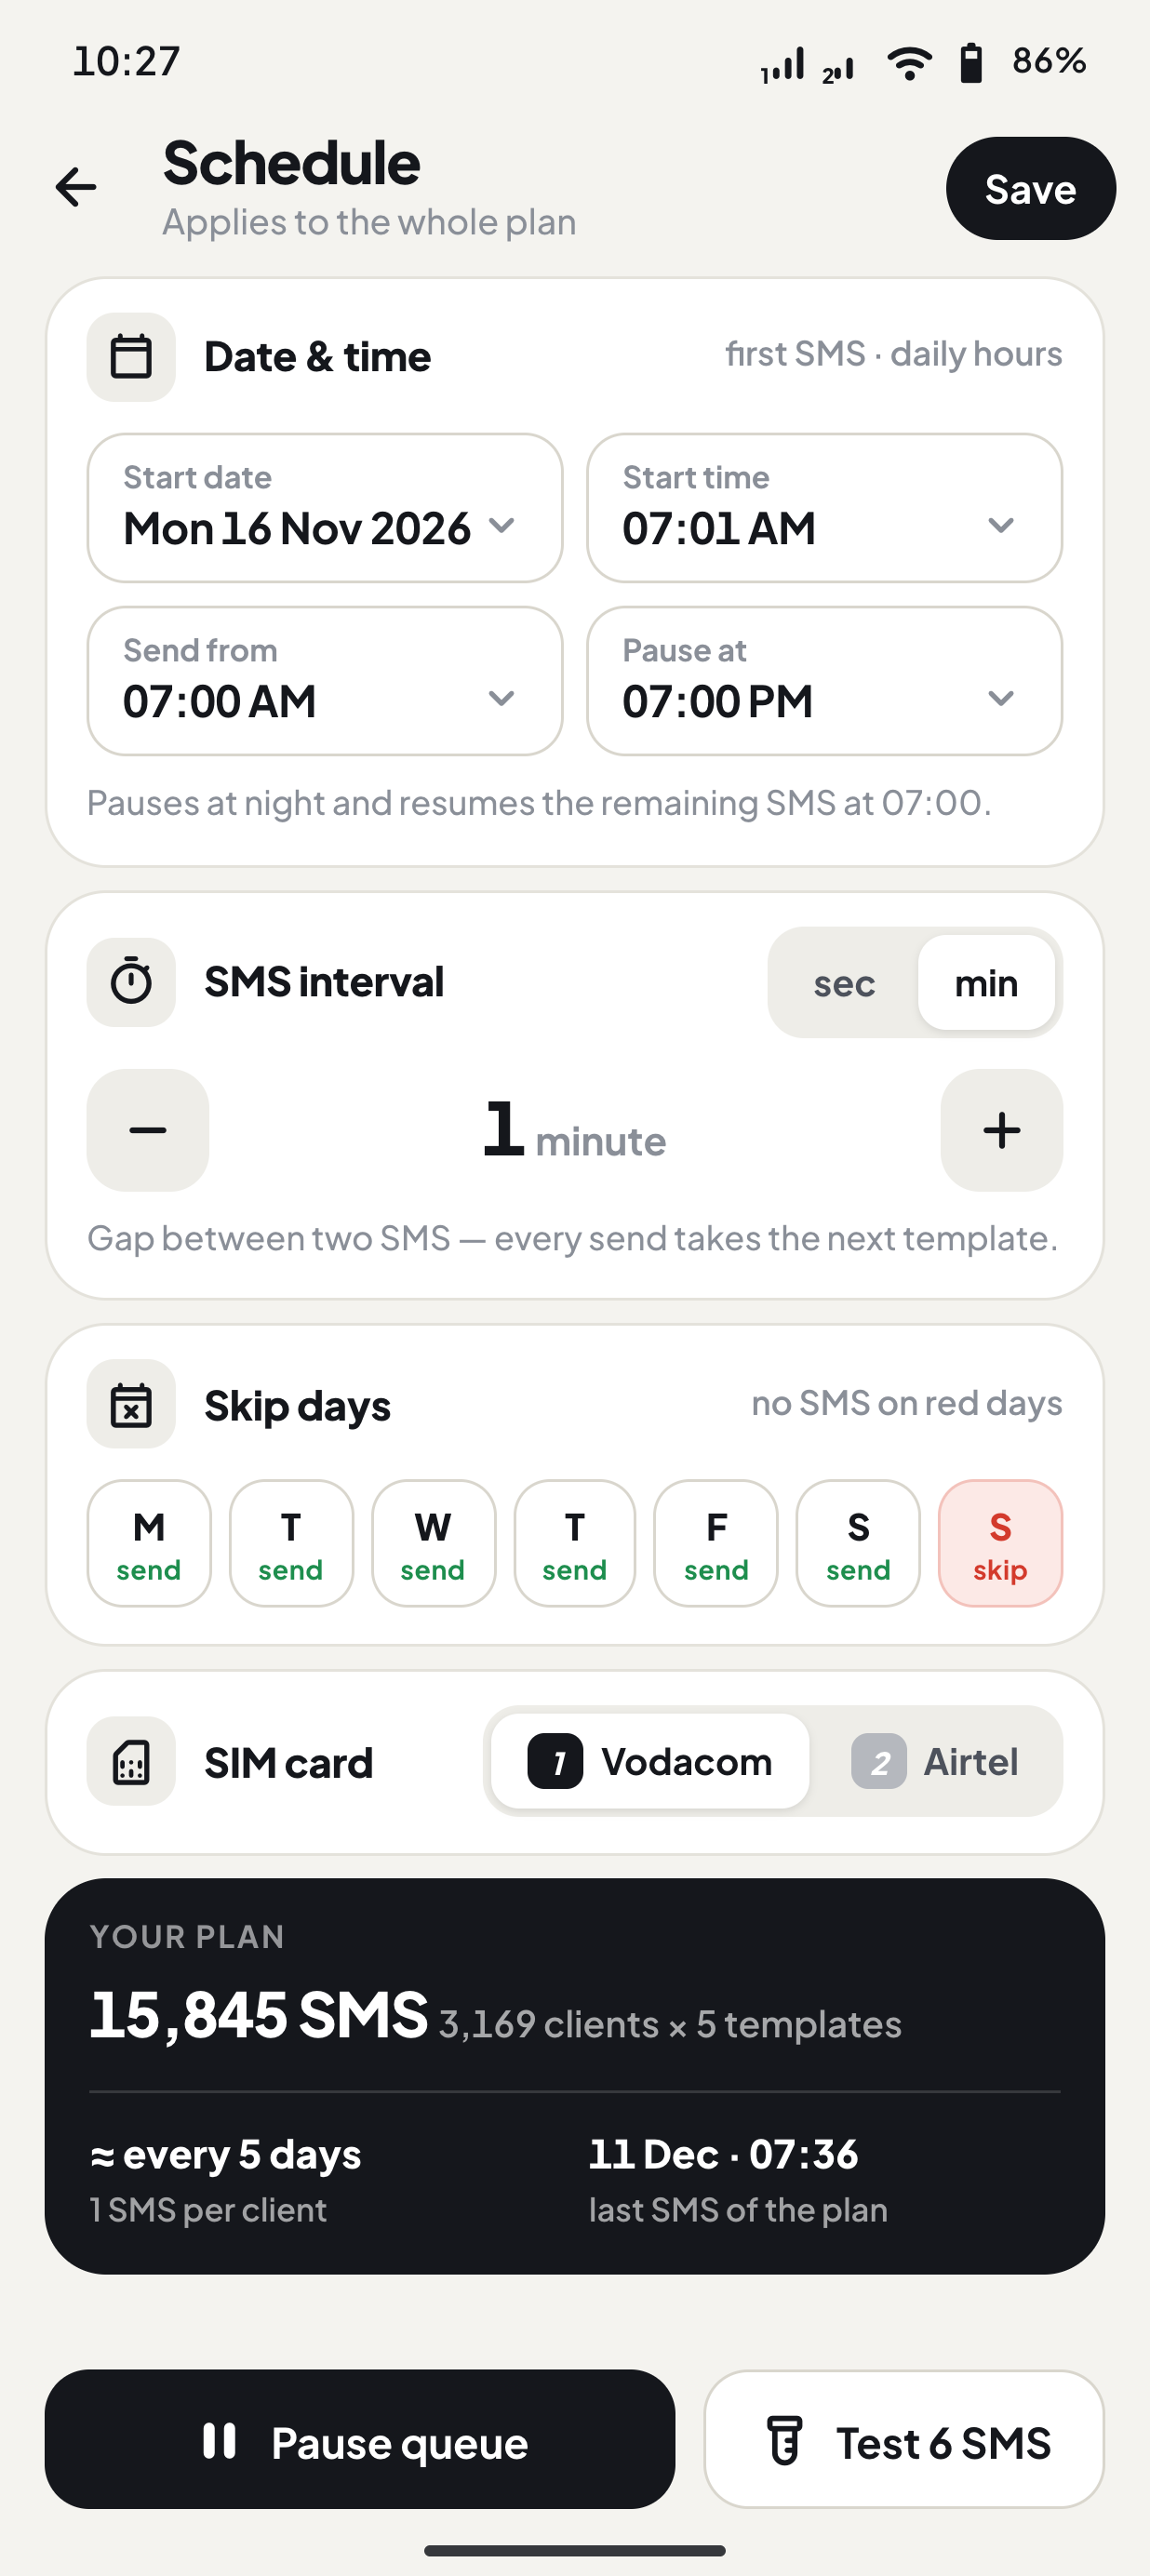 10:27
1 2 86%
Schedule
Applies to the whole plan
Save
Date & time
first SMS · daily hours
Start date
Mon 16 Nov 2026
Start time
07:01 AM
Send from
07:00 AM
Pause at
07:00 PM
Pauses at night and resumes the remaining SMS at 07:00.
SMS interval
sec
min
1 minute
Gap between two SMS — every send takes the next template.
Skip days
no SMS on red days
M T W T F S S
send send send send send send skip
SIM card
1 Vodacom
2 Airtel
YOUR PLAN
15,845 SMS 3,169 clients × 5 templates
≈ every 5 days
1 SMS per client
11 Dec · 07:36
last SMS of the plan
Pause queue
Test 6 SMS